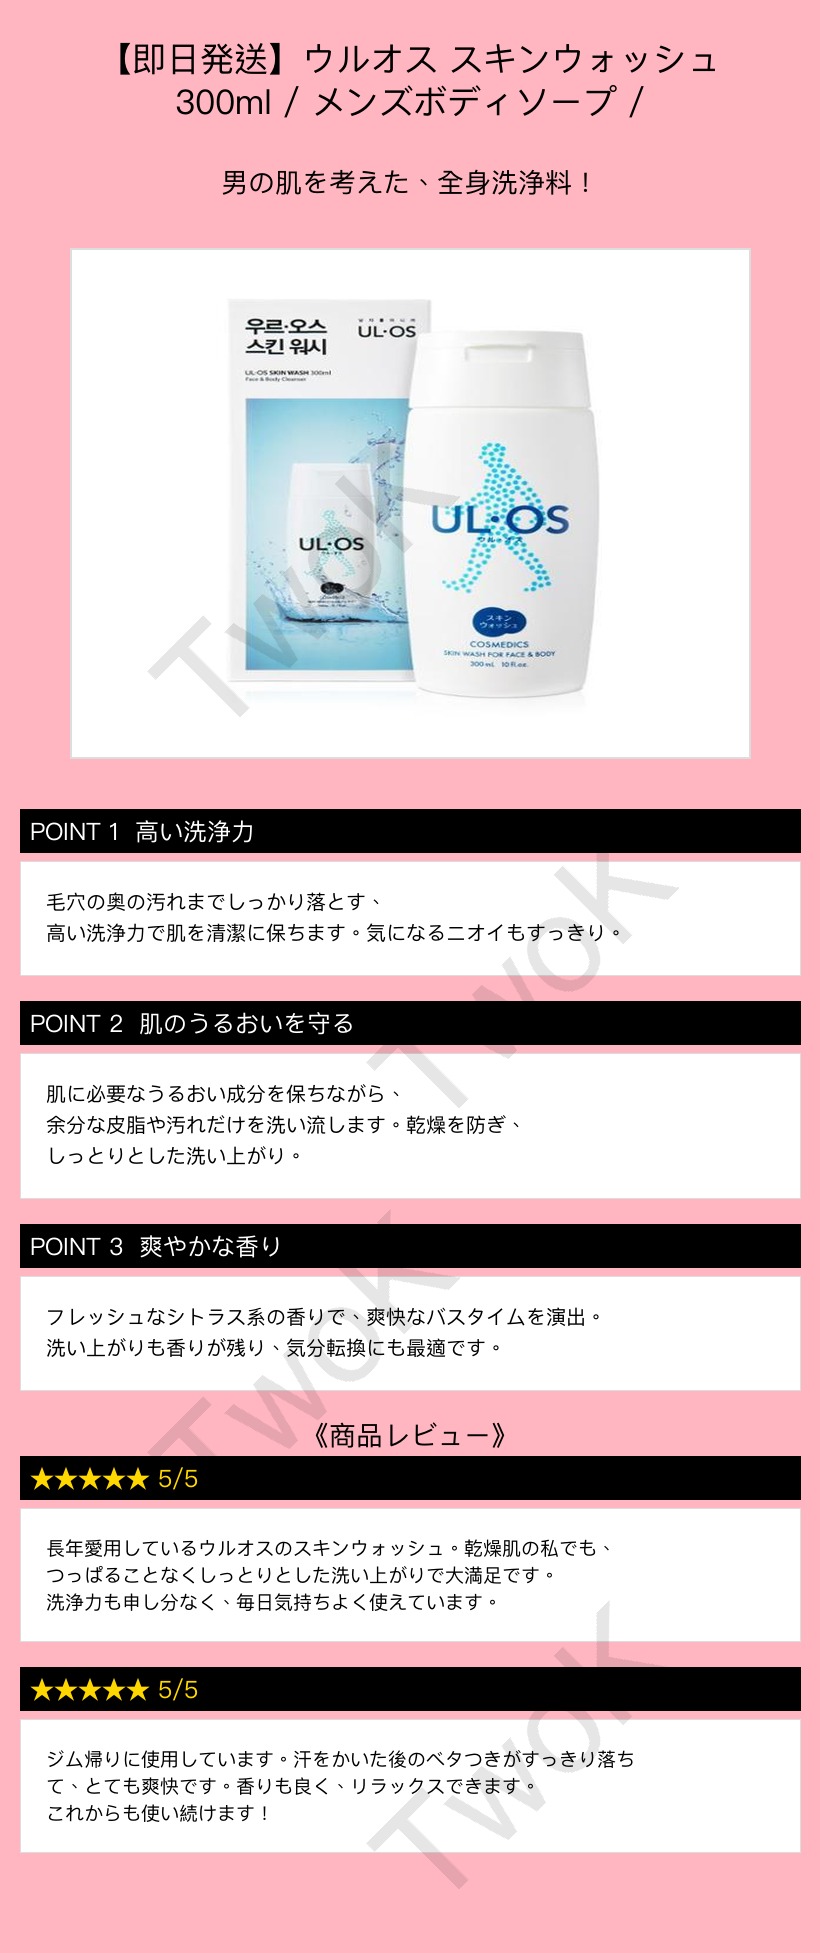 【即日発送】ウルオス スキンウォッシュ
300ml / メンズボディソープ /
男の肌を考えた、全身洗浄料！
우르·오스
스킨 워시
UL·OS
UL·OS SKIN WASH 300ml
Face & Body Cleanser
UL·OS
UL·OS
ウル・オス
スキン
ウォッシュ
COSMEDICS
SKIN WASH FOR FACE & BODY
300mL 10fl.oz.
TwoK
POINT 1 高い洗浄力
毛穴の奥の汚れまでしっかり落とす、
高い洗浄力で肌を清潔に保ちます。気になるニオイもすっきり。
TwoK
POINT 2 肌のうるおいを守る
肌に必要なうるおい成分を保ちながら、
余分な皮脂や汚れだけを洗い流します。乾燥を防ぎ、
しっとりとした洗い上がり。
POINT 3 爽やかな香り
フレッシュなシトラス系の香りで、爽快なバスタイムを演出。
洗い上がりも香りが残り、気分転換にも最適です。
TwoK
《商品レビュー》
★★★★★ 5/5
長年愛用しているウルオスのスキンウォッシュ。乾燥肌の私でも、
つっぱることなくしっとりとした洗い上がりで大満足です。
洗浄力も申し分なく、毎日気持ちよく使えています。
★★★★★ 5/5
ジム帰りに使用しています。汗をかいた後のベタつきがすっきり落ち
て、とても爽快です。香りも良く、リラックスできます。
これからも使い続けます！
TwoK